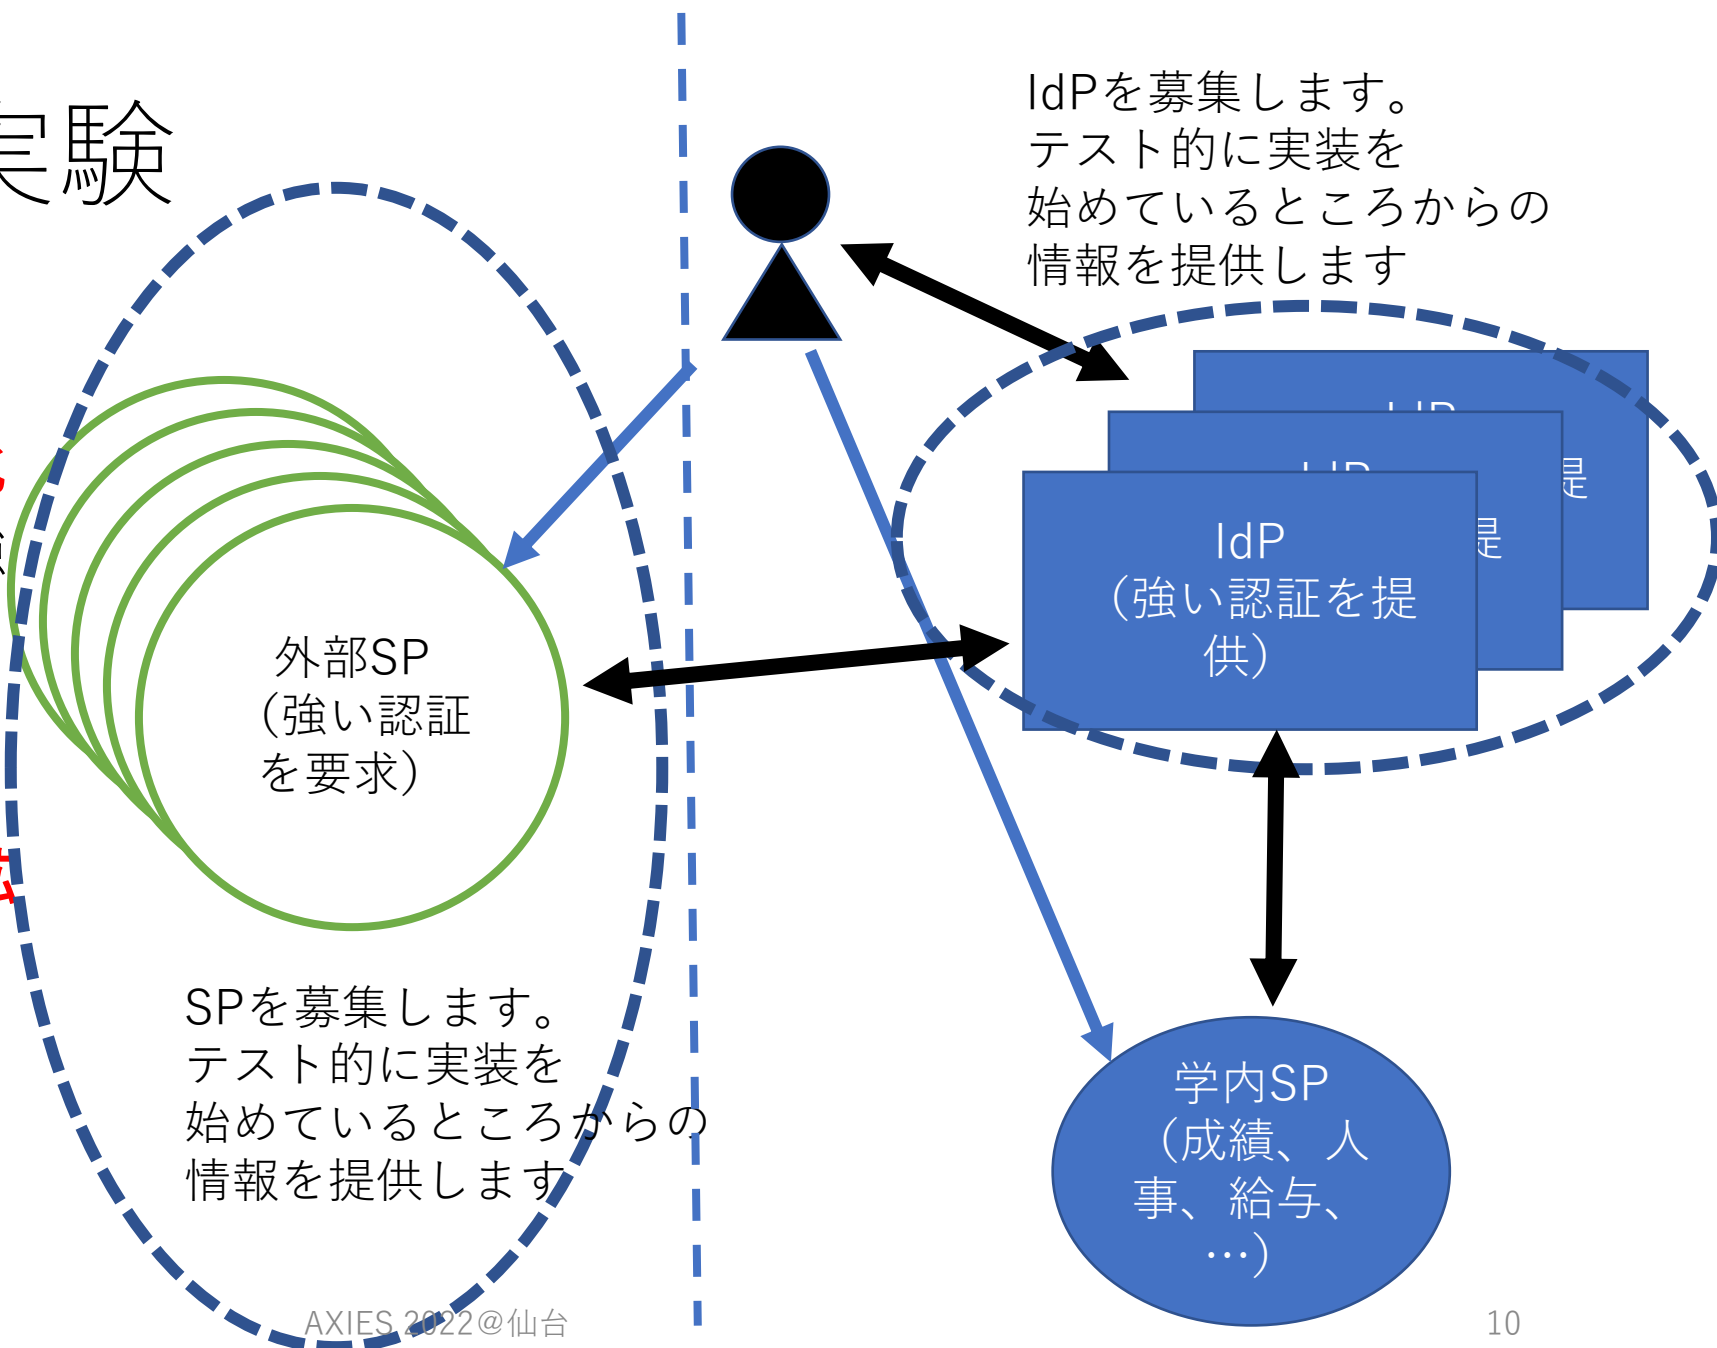 実験
IdPを募集します。
テスト的に実装を
始めているところからの
情報を提供します
IdP
（強い認証を提
供）
提
提
外部SP
（強い認証
を要求）
SPを募集します。
テスト的に実装を
始めているところからの
情報を提供します
学内SP
（成績、人
事、給与、
…）
AXIES 2022@仙台
10